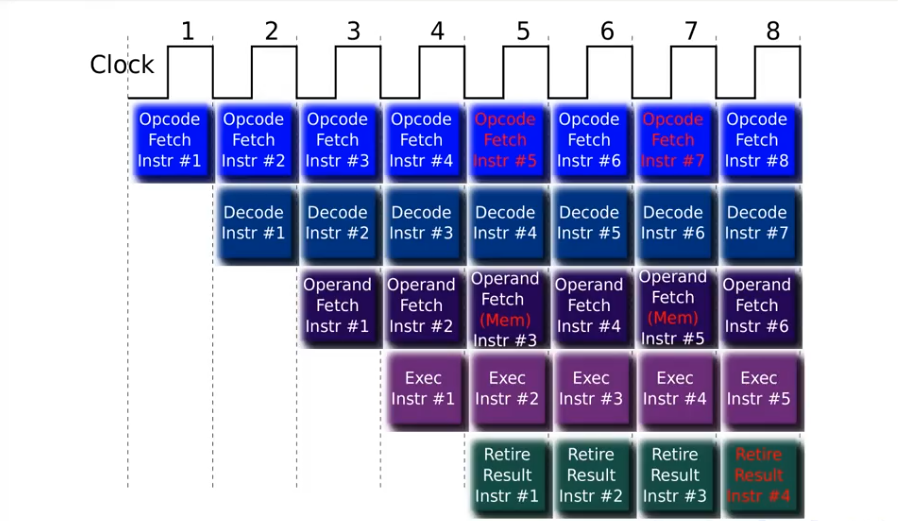 1 2 3 4 5 6 7 8
Clock
Opcode Fetch Instr #1
Opcode Fetch Instr #2
Opcode Fetch Instr #3
Opcode Fetch Instr #4
Opcode Fetch Instr #5
Opcode Fetch Instr #6
Opcode Fetch Instr #7
Opcode Fetch Instr #8
Decode Instr #1
Decode Instr #2
Decode Instr #3
Decode Instr #4
Decode Instr #5
Decode Instr #6
Decode Instr #7
Operand Fetch Instr #1
Operand Fetch Instr #2
Operand Fetch (Mem) Instr #3
Operand Fetch Instr #4
Operand Fetch (Mem) Instr #5
Operand Fetch Instr #6
Exec Instr #1
Exec Instr #2
Exec Instr #3
Exec Instr #4
Exec Instr #5
Retire Result Instr #1
Retire Result Instr #2
Retire Result Instr #3
Retire Result Instr #4